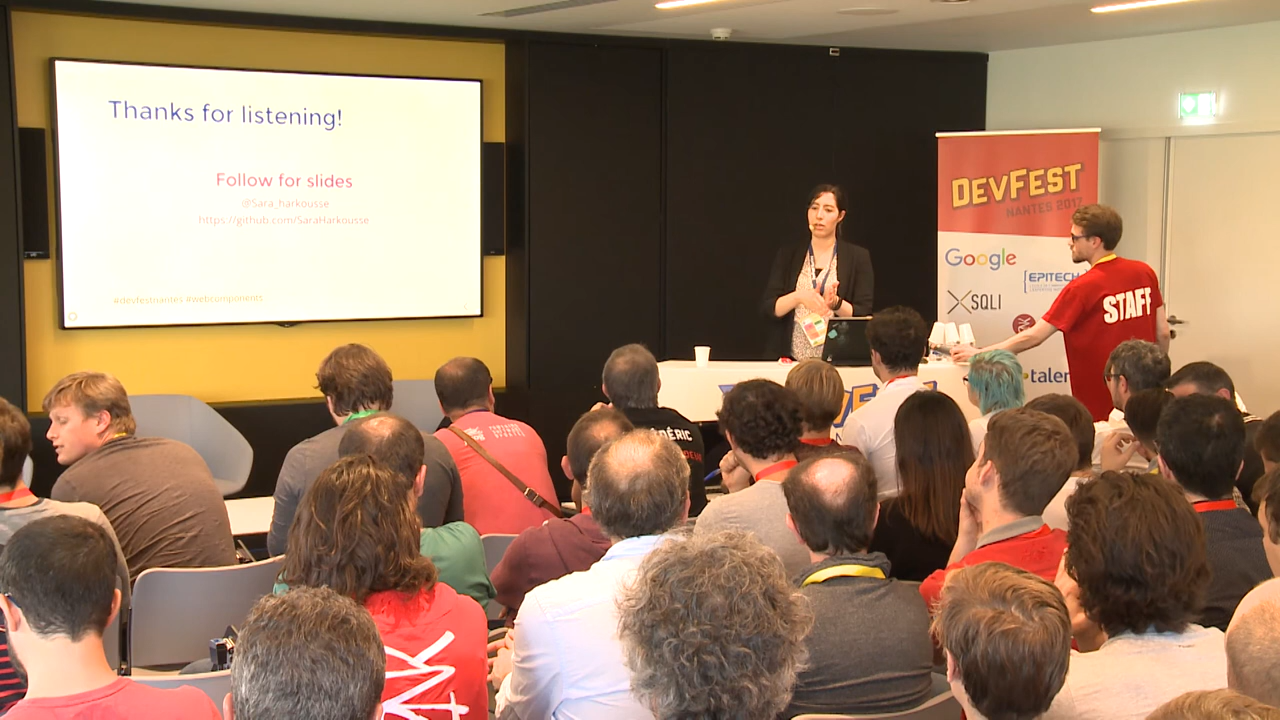 Thanks for listening!
Follow for slides
@Sara_harkousse
https://github.com/SaraHarkousse
#devfestnantes #webcomponents
DEVFEST
NANTES 2017
Google
[EPITECH]
SQLI
talen
STAFF